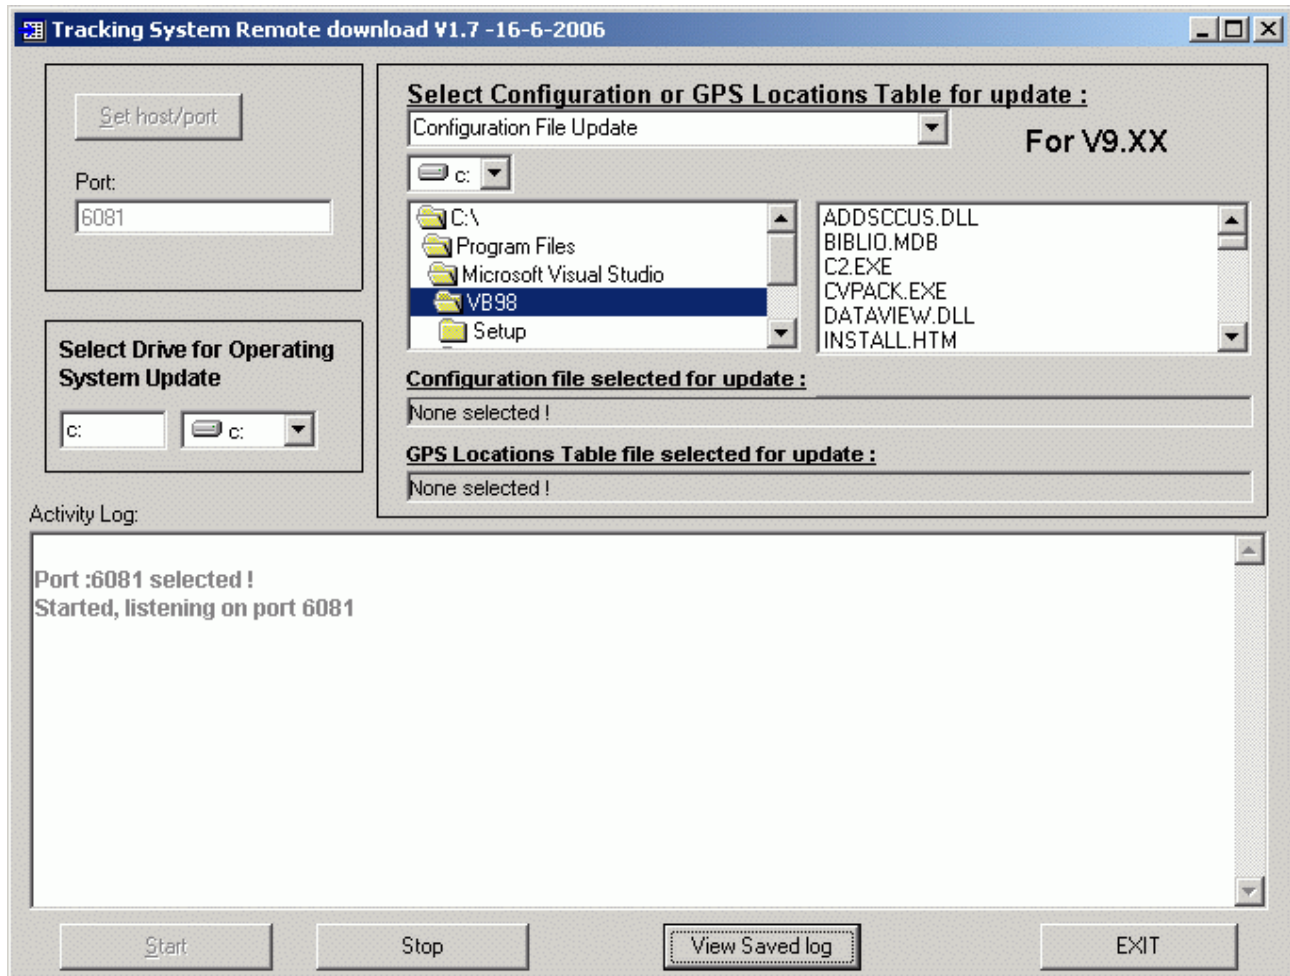 Tracking System Remote download V1.7 -16-6-2006
Set host/port
Port:
6081
Select Drive for Operating
System Update
c:
c:
Select Configuration or GPS Locations Table for update :
Configuration File Update
For V9.XX
c:
C:\
Program Files
Microsoft Visual Studio
VB98
Setup
ADDSCCUS.DLL
BIBLIO.MDB
C2.EXE
CVPACK.EXE
DATAVIEW.DLL
INSTALL.HTM
Configuration file selected for update :
None selected !
GPS Locations Table file selected for update :
None selected !
Activity Log:
Port :6081 selected !
Started, listening on port 6081
Start
Stop
View Saved log
EXIT